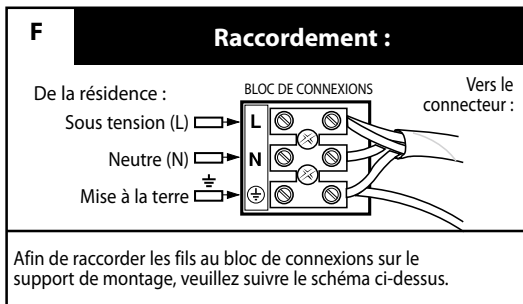 F
Raccordement :
De la résidence :
BLOC DE CONNEXIONS
Vers le
connecteur :
Sous tension (L)
L
Neutre (N)
N
Mise à la terre
Afin de raccorder les fils au bloc de connexions sur le
support de montage, veuillez suivre le schéma ci-dessus.